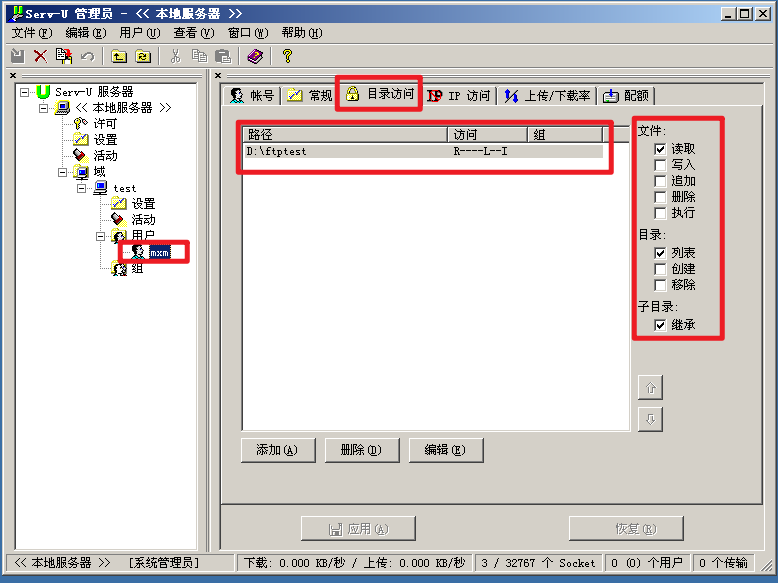 Serv-U 管理员 - << 本地服务器 >>
文件(F) 编辑(E) 用户(U) 查看(V) 窗口(W) 帮助(H)
Serv-U 服务器
<< 本地服务器 >>
许可
设置
活动
域
test
设置
活动
用户
mxm
组
帐号 常规 目录访问 IP 访问 上传/下载率 配额
路径 访问 组
D:\ftptest R----L--I
文件:
读取
写入
追加
删除
执行
目录:
列表
创建
移除
子目录:
继承
添加(A) 删除(D) 编辑(E)
应用(A) 恢复(R)
<< 本地服务器 >> [系统管理员] 下载: 0.000 KB/秒 / 上传: 0.000 KB/秒 3 / 32767 个 Socket 0 (0) 个用户 0 个传输